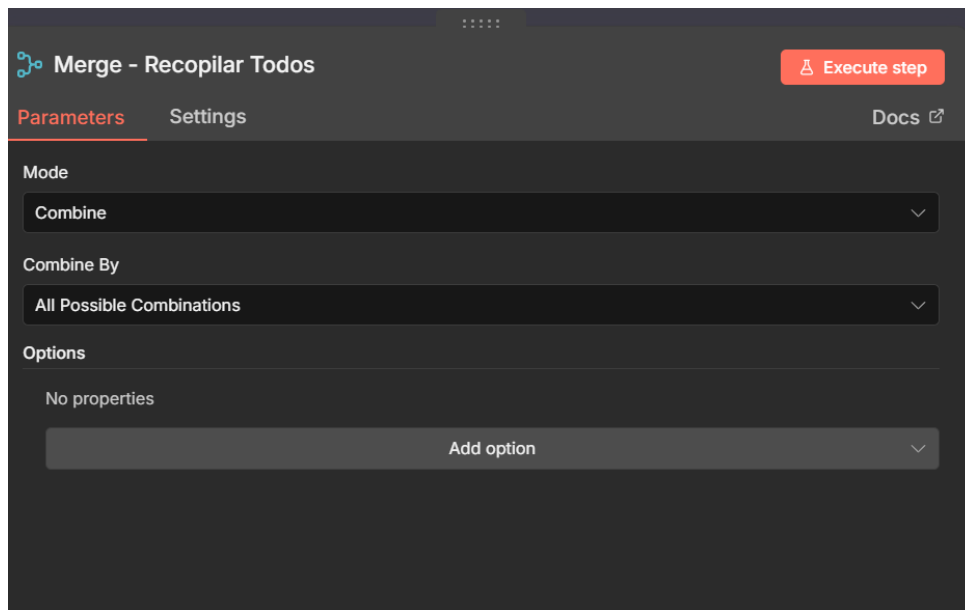 Merge - Recopilar Todos
Execute step
Parameters
Settings
Docs
Mode
Combine
Combine By
All Possible Combinations
Options
No properties
Add option